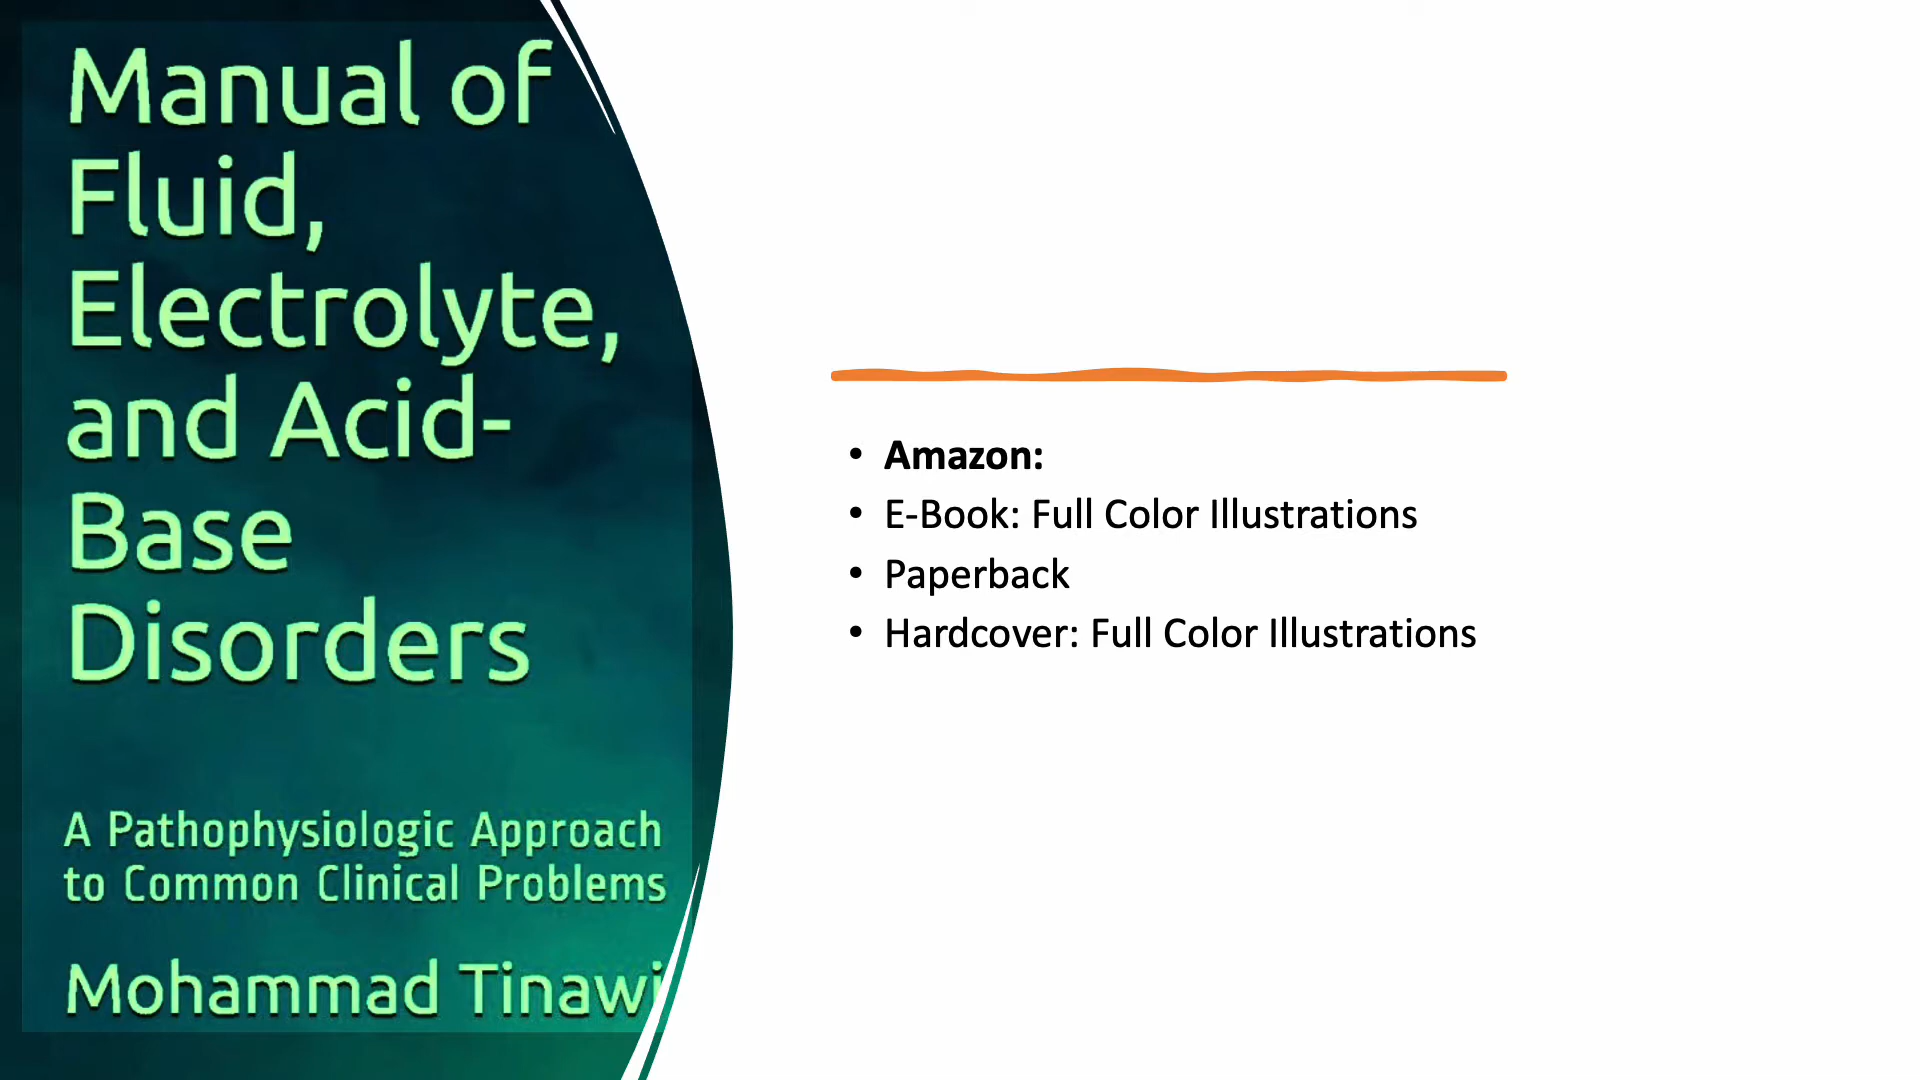 Manual of
Fluid,
Electrolyte,
and Acid-
Base
Disorders
A Pathophysiologic Approach
to Common Clinical Problems
Mohammad Tinawi
• Amazon:
• E-Book: Full Color Illustrations
• Paperback
• Hardcover: Full Color Illustrations